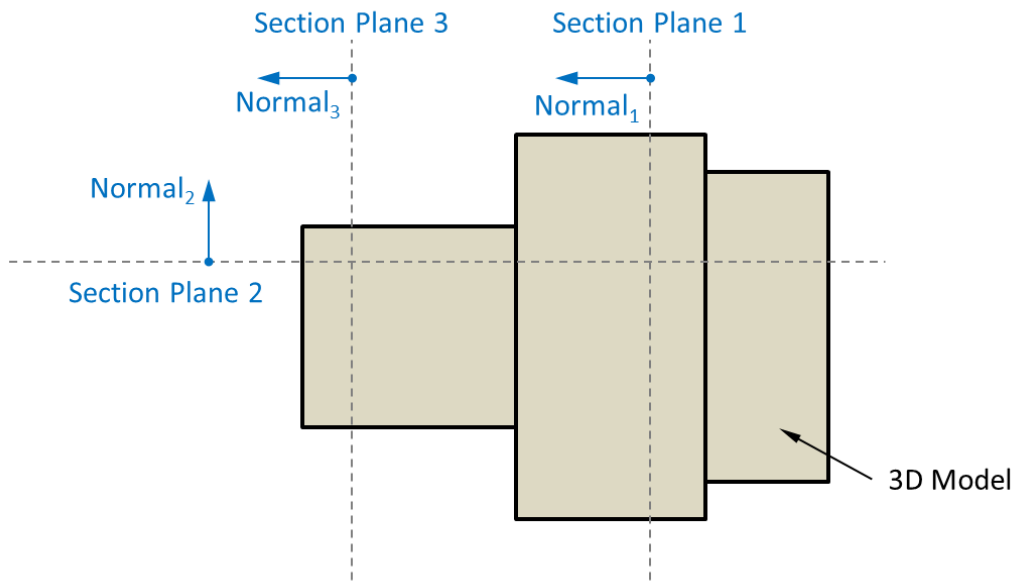 Section Plane 3
Section Plane 1
Normal₃
Normal₁
Normal₂
Section Plane 2
3D Model